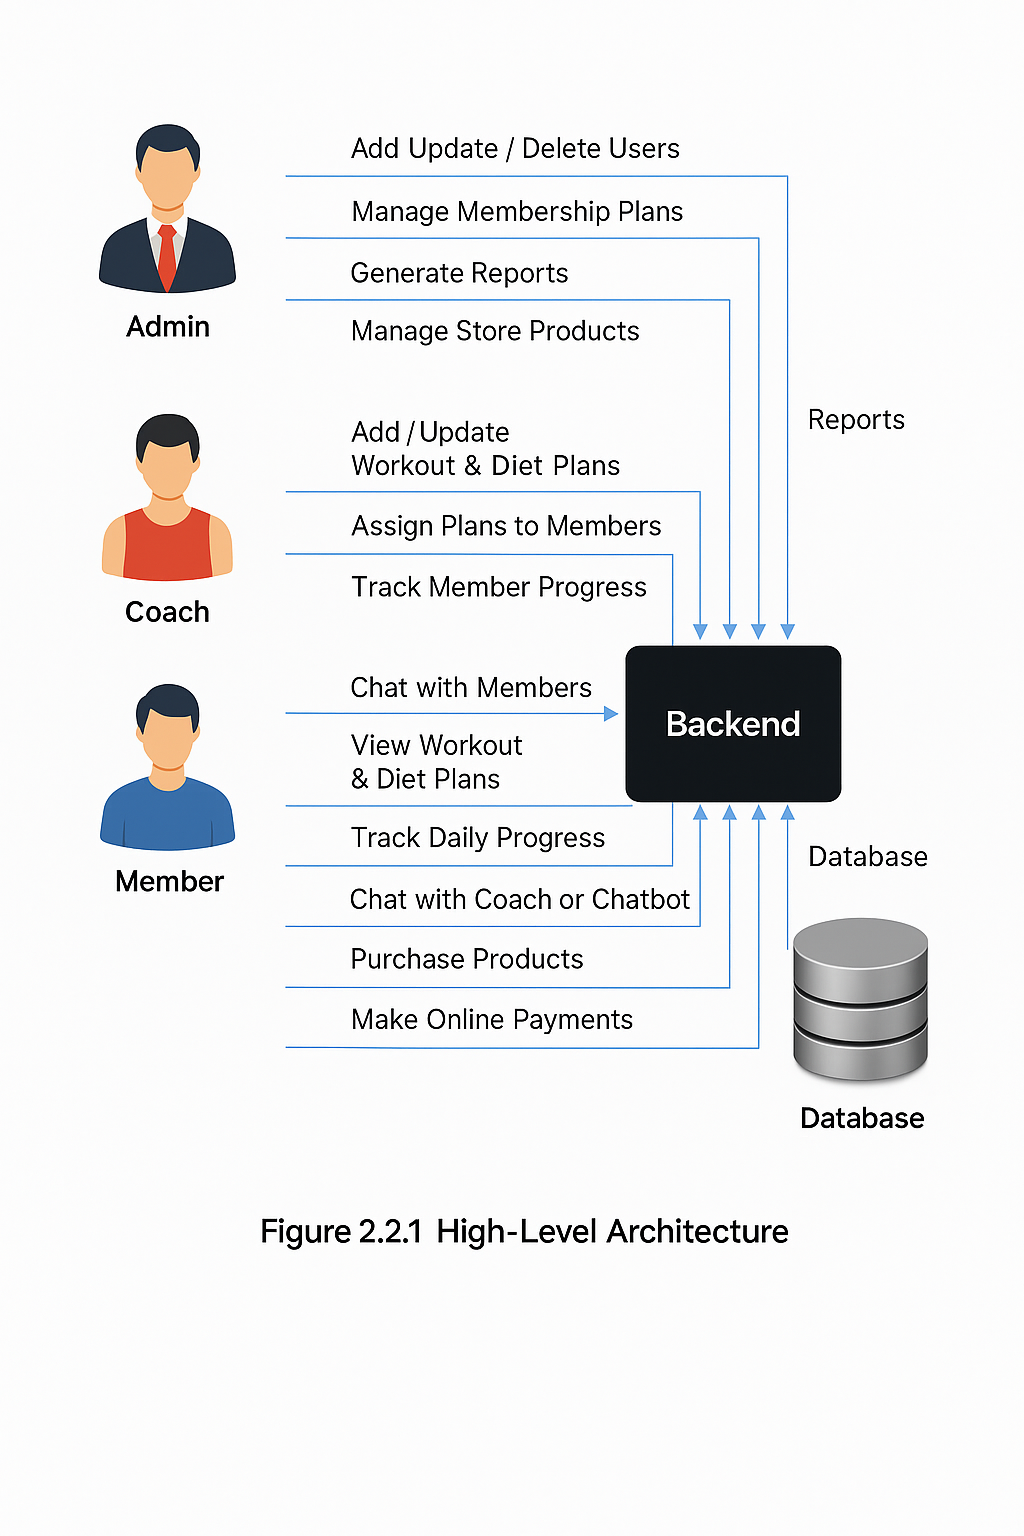 Add Update / Delete Users
Manage Membership Plans
Generate Reports
Admin
Manage Store Products
Reports
Add / Update
Workout & Diet Plans
Assign Plans to Members
Track Member Progress
Coach
Chat with Members
Backend
View Workout
& Diet Plans
Track Daily Progress
Database
Member
Chat with Coach or Chatbot
Purchase Products
Make Online Payments
Database
Figure 2.2.1 High-Level Architecture